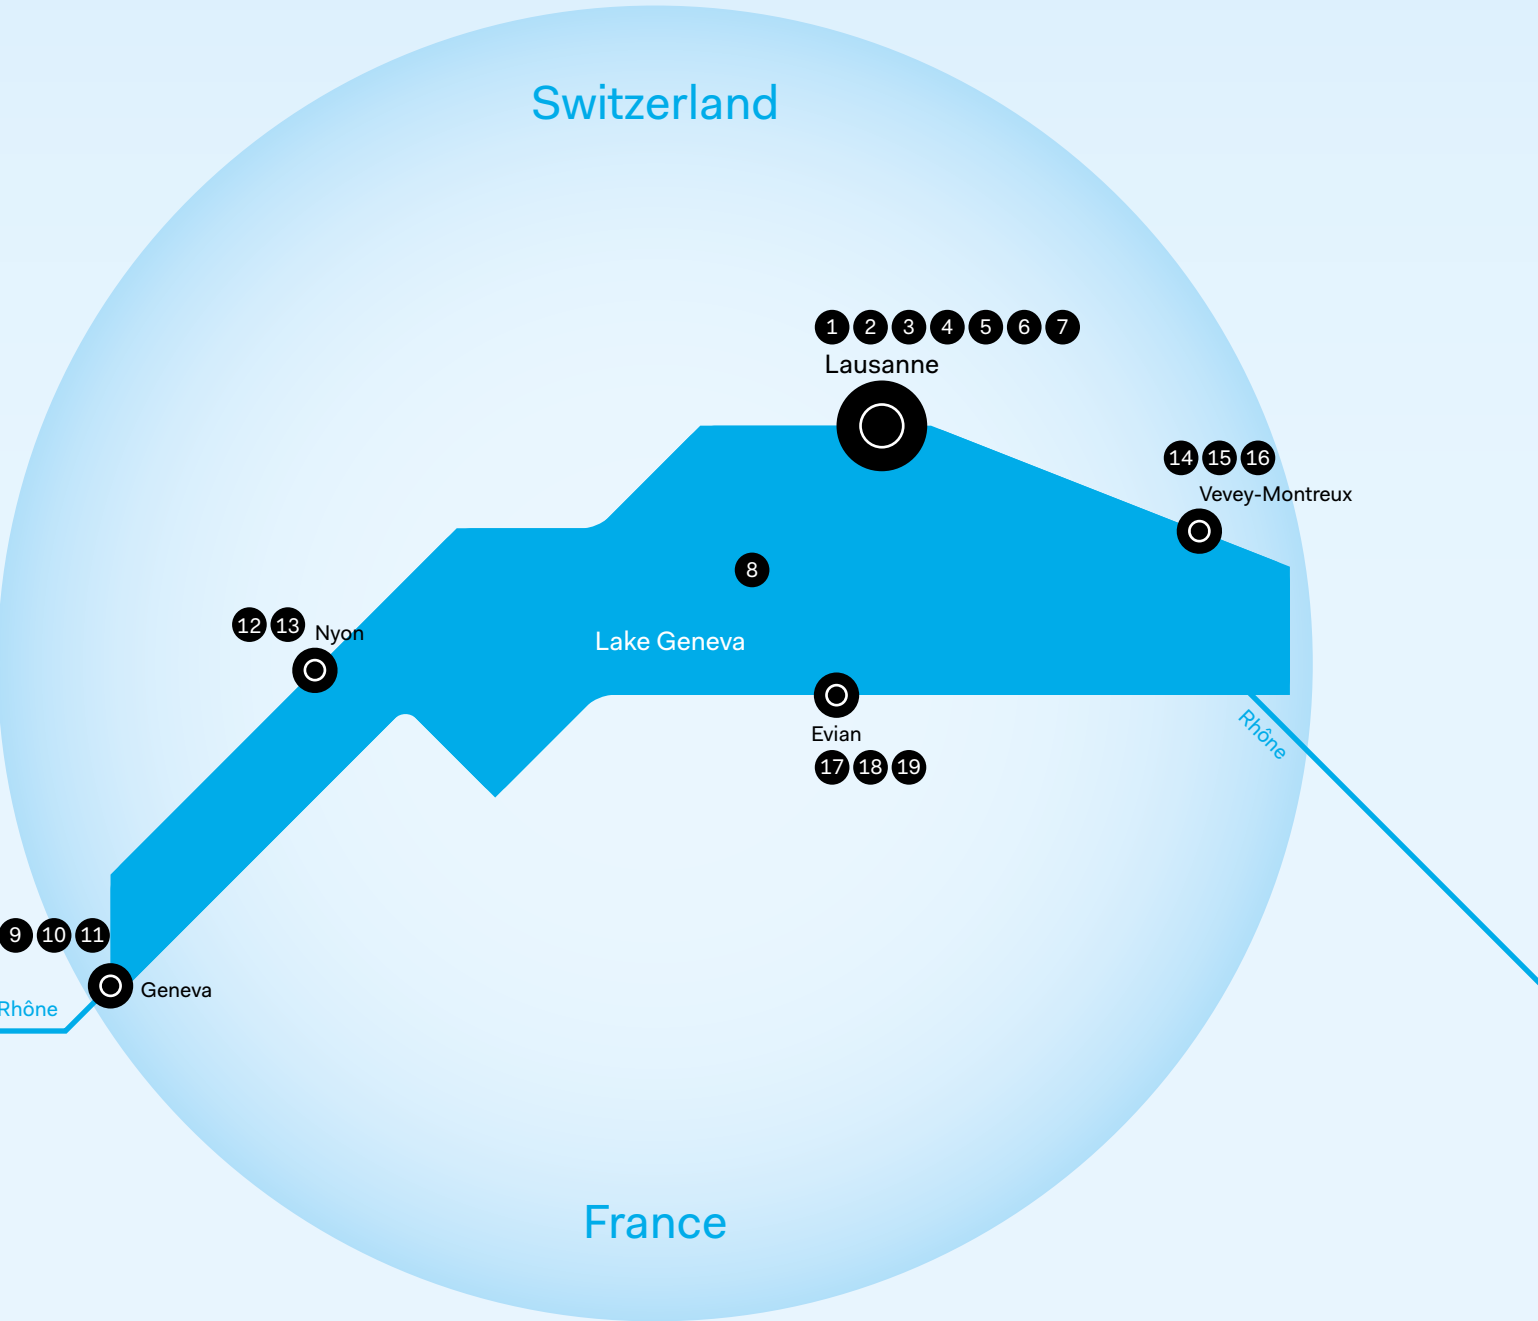 Switzerland
1 2 3 4 5 6 7
Lausanne
14 15 16
Vevey-Montreux
8
12 13 Nyon
Lake Geneva
Evian
17 18 19
Rhône
9 10 11
Geneva
Rhône
France